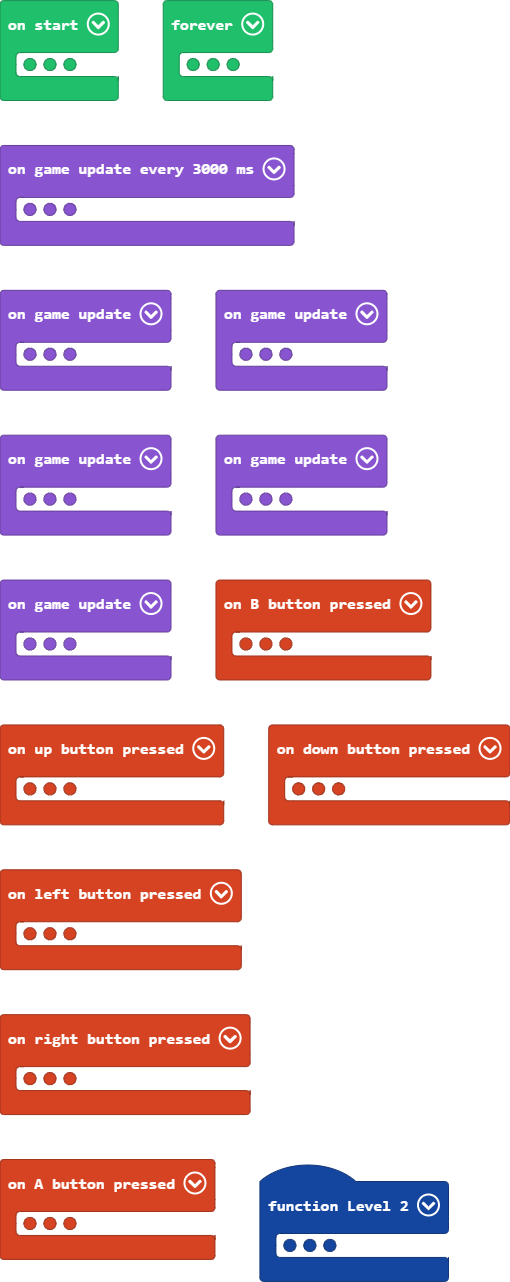 on start
forever
on game update every 3000 ms
on game update
on game update
on game update
on game update
on game update
on B button pressed
on up button pressed
on down button pressed
on left button pressed
on right button pressed
on A button pressed
function Level 2